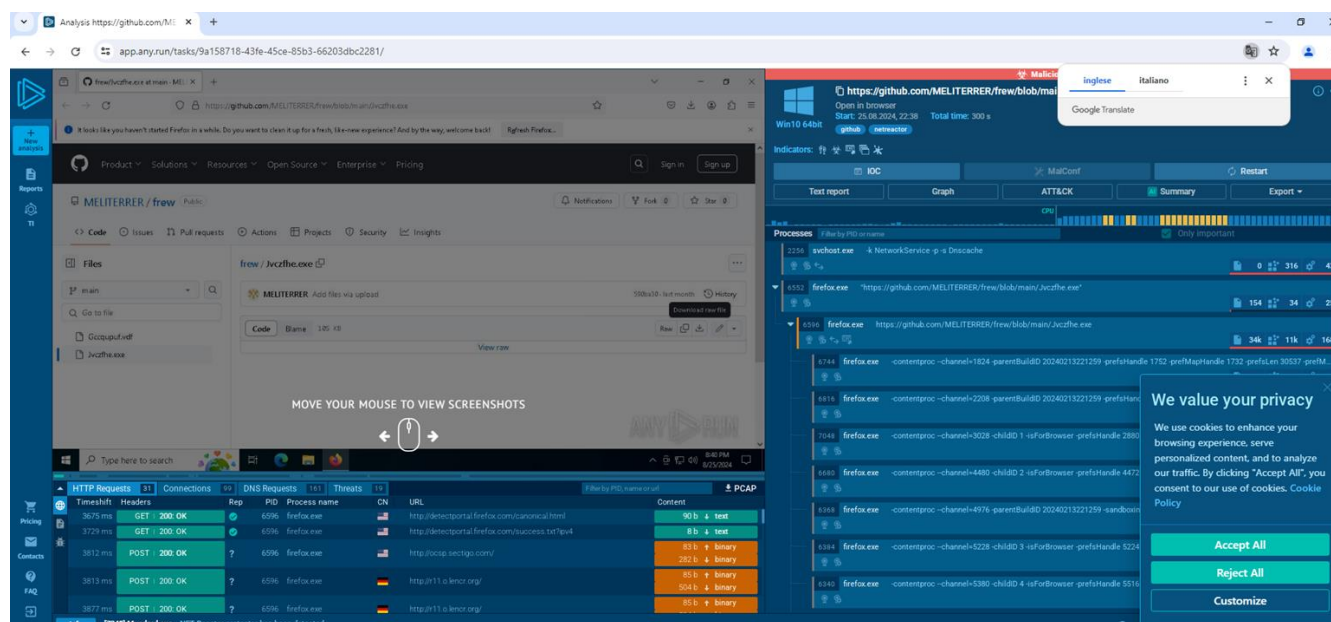 Analysis https://github.com/ME
app.any.run/tasks/9a158718-43fe-45ce-85b3-66203dbc2281/
inglese italiano
Google Translate
New analysis
Reports
TI
Pricing
Contacts
FAQ
frew/Jvczfhe.exe at main · MEL
https://github.com/MELITERRER/frew/blob/main/Jvczfhe.exe
It looks like you haven't started Firefox in a while. Do you want to clean it up for a fresh, like-new experience? And by the way, welcome back! Refresh Firefox...
Product Solutions Resources Open Source Enterprise Pricing Sign in Sign up
MELITERRER / frew Public Notifications Fork 0 Star 0
Code Issues Pull requests Actions Projects Security Insights
Files frew / Jvczfhe.exe
main
MELITERRER Add files via upload last month History
Go to file
Download raw file
Code Blame Raw
Jvczfhe.exe
View raw
MOVE YOUR MOUSE TO VIEW SCREENSHOTS
ANY RUN
Type here to search
8:40 PM
8/25/2024
Malicio
Win10 64bit
https://github.com/MELITERRER/frew/blob/mai
Open in browser
Start: 25.08.2024, 22:38 Total time: 300 s
github netreactor
Indicators:
IOC MalConf Restart
Text report Graph ATT&CK Summary Export
CPU
Processes Filter by PID or name Only important
2256 svchost.exe -k NetworkService -p -s Dnscache
0 316
6552 firefox.exe "https://github.com/MELITERRER/frew/blob/main/Jvczfhe.exe"
154 34
6596 firefox.exe https://github.com/MELITERRER/frew/blob/main/Jvczfhe.exe
34k 11k
6744 firefox.exe -contentproc --channel=1824 -parentBuildID 20240213221259 -prefsHandle 1752 -prefMapHandle 1732 -prefsLen 30537 -prefM...
6816 firefox.exe -contentproc --channel=2208 -parentBuildID 20240213221259 -prefsHan
7048 firefox.exe -contentproc --channel=3028 -childID 1 -isForBrowser -prefsHandle 2880
6680 firefox.exe -contentproc --channel=4480 -childID 2 -isForBrowser -prefsHandle 4472
6368 firefox.exe -contentproc --channel=4976 -parentBuildID 20240213221259 -sandboxin
6384 firefox.exe -contentproc --channel=5228 -childID 3 -isForBrowser -prefsHandle 5224
6340 firefox.exe -contentproc --channel=5380 -childID 4 -isForBrowser -prefsHandle 5516
We value your privacy
We use cookies to enhance your
browsing experience, serve
personalized content, and to analyze
our traffic. By clicking "Accept All", you
consent to our use of cookies. Cookie
Policy
Accept All
Reject All
Customize
HTTP Requests 31 Connections 99 DNS Requests 161 Threats 19 Filter by PID, name or url PCAP
Timeshift Headers Rep PID Process name CN URL Content
3675 ms GET 200: OK 6596 firefox.exe http://detectportal.firefox.com/canonical.html 90 b text
3729 ms GET 200: OK 6596 firefox.exe http://detectportal.firefox.com/success.txt?ipv4 8 b text
3812 ms POST 200: OK ? 6596 firefox.exe http://ocsp.sectigo.com/ 83 b binary
282 b binary
3813 ms POST 200: OK ? 6596 firefox.exe http://r11.o.lencr.org/ 85 b binary
504 b binary
3877 ms POST 200: OK ? 6596 firefox.exe http://r11.o.lencr.org/ 85 b binary